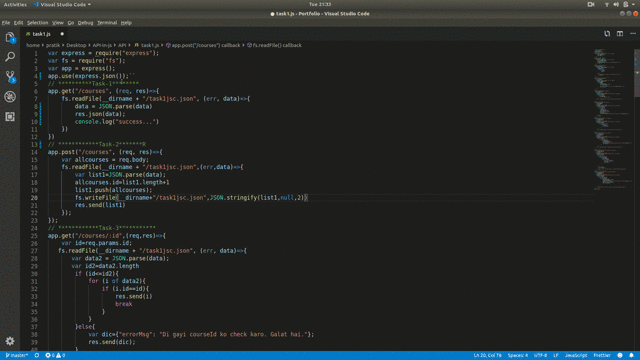 Activities
Visual Studio Code
Tue 21:33
task1.js - Portfolio - Visual Studio Code
File Edit Selection View Go Debug Terminal Help
task1.js
home › pratik › Desktop › API-in-js › API › task1.js › app.post("/courses") callback › fs.readFile() callback
1 var express = require("express");
2 var fs = require("fs");
3 var app = express();
4 app.use(express.json());``
5 // **********Task-1********
6 app.get("/courses", (req, res)=>{
7 fs.readFile(__dirname + "/task1jsc.json", (err, data)=>{
8 data = JSON.parse(data)
9 res.json(data);
10 console.log("success...")
11 })
12 })
13 // ************Task-2*******R
14 app.post("/courses", (req, res)=>{
15 var allcourses = req.body;
16 fs.readFile(__dirname + "/task1jsc.json",(err,data)=>{
17 var list1=JSON.parse(data);
18 allcourses.id=list1.length+1
19 list1.push(allcourses);
20 fs.writeFile(__dirname+"/task1jsc.json",JSON.stringify(list1,null,2))
21 res.send(list1)
22 });
23 });
24 // ************Task-3***********
25 app.get("/courses/:id",(req,res)=>{
26 var id=req.params.id;
27 fs.readFile(__dirname + "/task1jsc.json", (err, data)=>{
28 var data2 = JSON.parse(data);
29 var id2=data2.length
30 if (id<=id2){
31 for (i of data2){
32 if (i.id==id){
33 res.send(i)
34 break
35 }
36 }
37 }else{
38 var dic={"errorMsg": "Di gayi courseId ko check kare. Galat hai."};
39 res.send(dic);
40 }
master*
0 0
Ln 20, Col 76
Spaces: 4
UTF-8
LF
JavaScript
Prettier